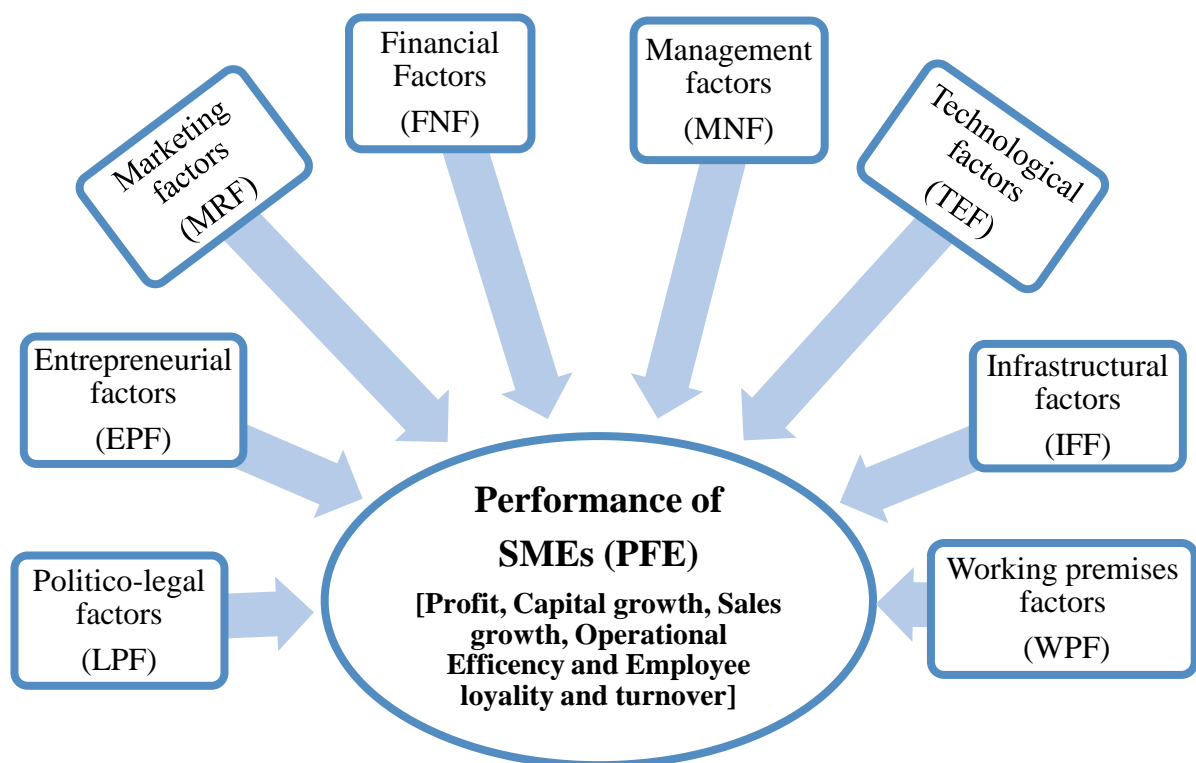 Financial
Factors
(FNF)
Management
factors
(MNF)
Marketing
factors
(MRF)
Technological
factors
(TEF)
Entrepreneurial
factors
(EPF)
Infrastructural
factors
(IFF)
Politico-legal
factors
(LPF)
Working premises
factors
(WPF)
Performance of
SMEs (PFE)
[Profit, Capital growth, Sales
growth, Operational
Efficency and Employee
loyality and turnover]